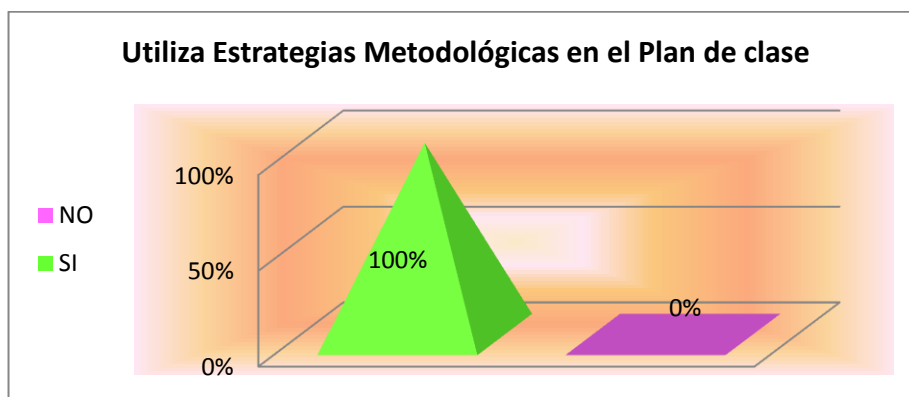 Utiliza Estrategias Metodológicas en el Plan de clase
100%
50%
0%
NO
SI
100%
0%